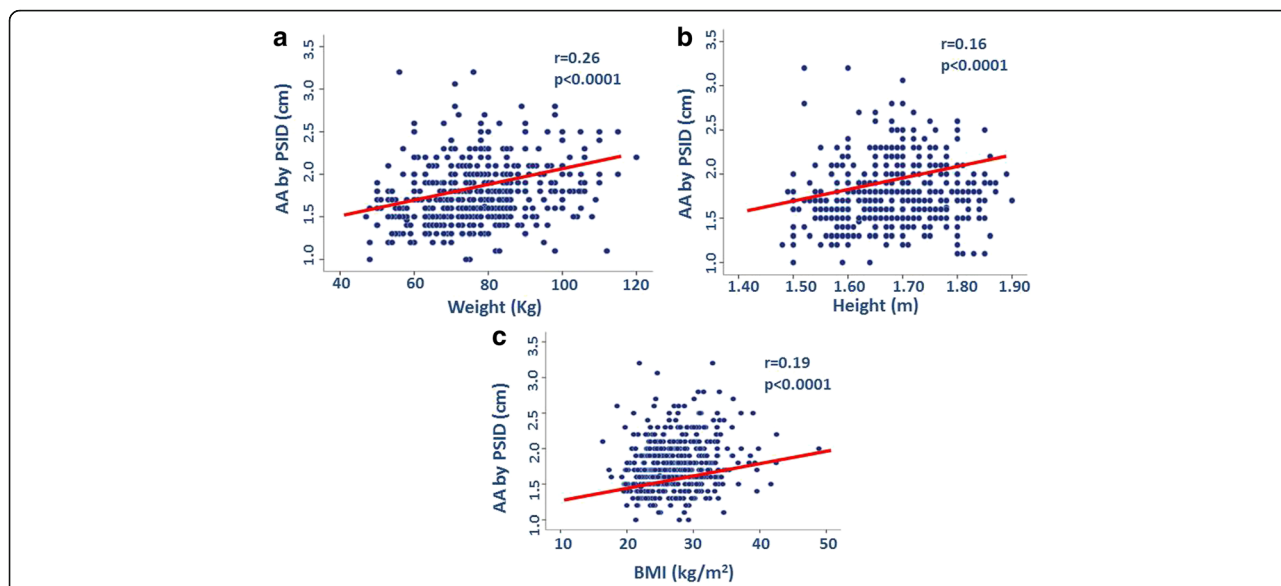 a
r=0.26
p<0.0001
AA by PSID (cm)
3.5
3.0
2.5
2.0
1.5
1.0
40 60 80 100 120
Weight (Kg)
b
r=0.16
p<0.0001
AA by PSID (cm)
3.5
3.0
2.5
2.0
1.5
1.0
1.40 1.50 1.60 1.70 1.80 1.90
Height (m)
c
r=0.19
p<0.0001
AA by PSID (cm)
3.5
3.0
2.5
2.0
1.5
1.0
10 20 30 40 50
BMI (kg/m²)